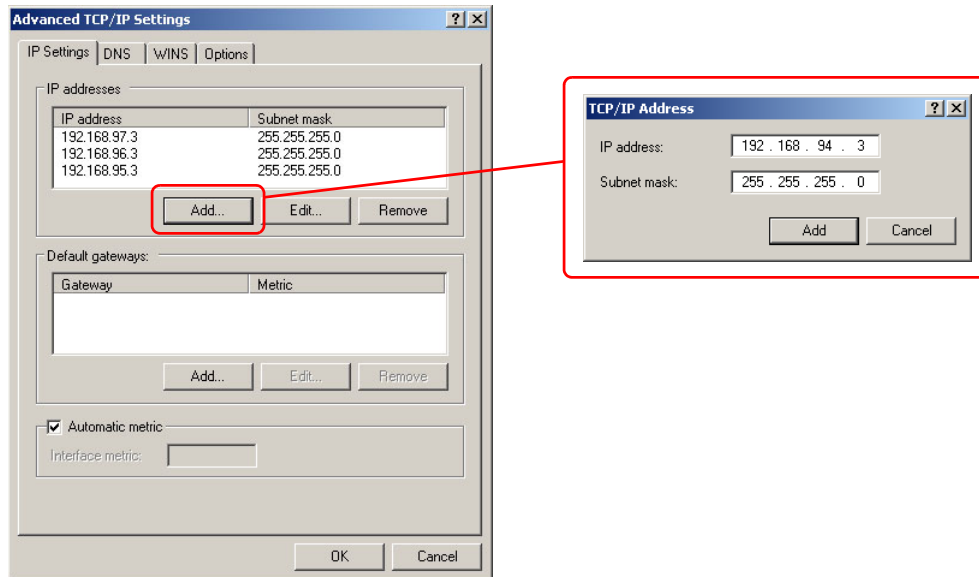 Advanced TCP/IP Settings
IP Settings DNS WINS Options
IP addresses
IP address Subnet mask
192.168.97.3 255.255.255.0
192.168.96.3 255.255.255.0
192.168.95.3 255.255.255.0
Add... Edit... Remove
Default gateways:
Gateway Metric
Add... Edit... Remove
Automatic metric
Interface metric:
OK Cancel
TCP/IP Address
IP address: 192 . 168 . 94 . 3
Subnet mask: 255 . 255 . 255 . 0
Add Cancel